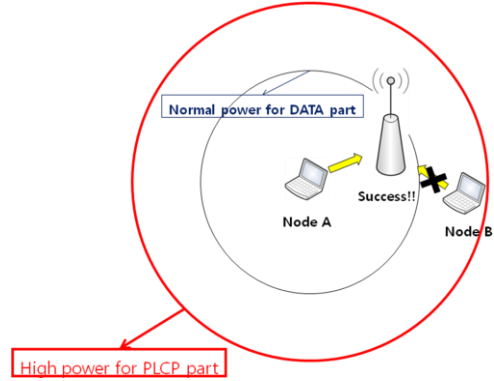 Normal power for DATA part
Success!!
Node A
Node B
High power for PLCP part